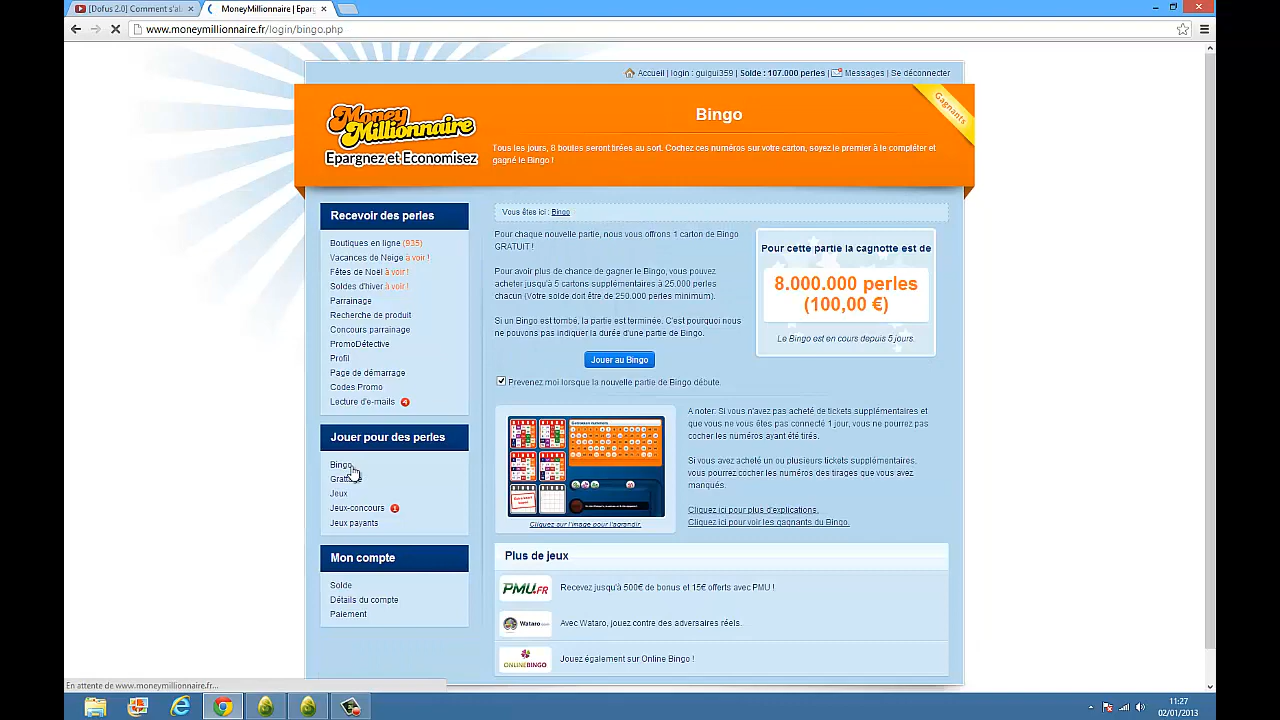 [Dofus 2.0] Comment s'al
MoneyMillionnaire | Eparg
www.moneymillionnaire.fr/login/bingo.php
Accueil | login : guigui359 | Solde : 107.000 perles | Messages | Se déconnecter
Money
Millionnaire
Epargnez et Economisez
Bingo
Gagnants
Tous les jours, 8 boules seront tirées au sort. Cochez ces numéros sur votre carton, soyez le premier à le compléter et
gagné le Bingo !
Recevoir des perles
Boutiques en ligne (935)
Vacances de Neige à voir !
Fêtes de Noël à voir !
Soldes d'hiver à voir !
Parrainage
Recherche de produit
Concours parrainage
PromoDétective
Profil
Page de démarrage
Codes Promo
Lecture d'e-mails 4
Jouer pour des perles
Bingo
Jeux
Jeux-concours 1
Jeux payants
Mon compte
Solde
Détails du compte
Paiement
Vous êtes ici : Bingo
Pour chaque nouvelle partie, nous vous offrons 1 carton de Bingo
GRATUIT !
Pour avoir plus de chance de gagner le Bingo, vous pouvez
acheter jusqu'à 5 cartons supplémentaires à 25.000 perles
chacun (Votre solde doit être de 250.000 perles minimum).
Si un Bingo est tombé, la partie est terminée. C'est pourquoi nous
ne pouvons pas indiquer la durée d'une partie de Bingo.
Jouer au Bingo
Prevenez moi lorsque la nouvelle partie de Bingo débute.
Pour cette partie la cagnotte est de
8.000.000 perles
(100,00 €)
Le Bingo est en cours depuis 5 jours.
Cliquez sur l'image pour l'agrandir.
A noter: Si vous n'avez pas acheté de tickets supplémentaires et
que vous ne vous êtes pas connecté 1 jour, vous ne pourrez pas
cocher les numéros ayant été tirés.
Si vous avez acheté un ou plusieurs tickets supplémentaires,
vous pourrez cocher les numéros des tirages que vous avez
manqués.
Cliquez ici pour plus d'explications.
Cliquez ici pour voir les gagnants du Bingo.
Plus de jeux
PMU.FR
Recevez jusqu'à 500€ de bonus et 15€ offerts avec PMU !
Wataro
Avec Wataro, jouez contre des adversaires réels.
ONLINEBINGO
Jouez également sur Online Bingo !
En attente de www.moneymillionnaire.fr...
11:27
02/01/2013